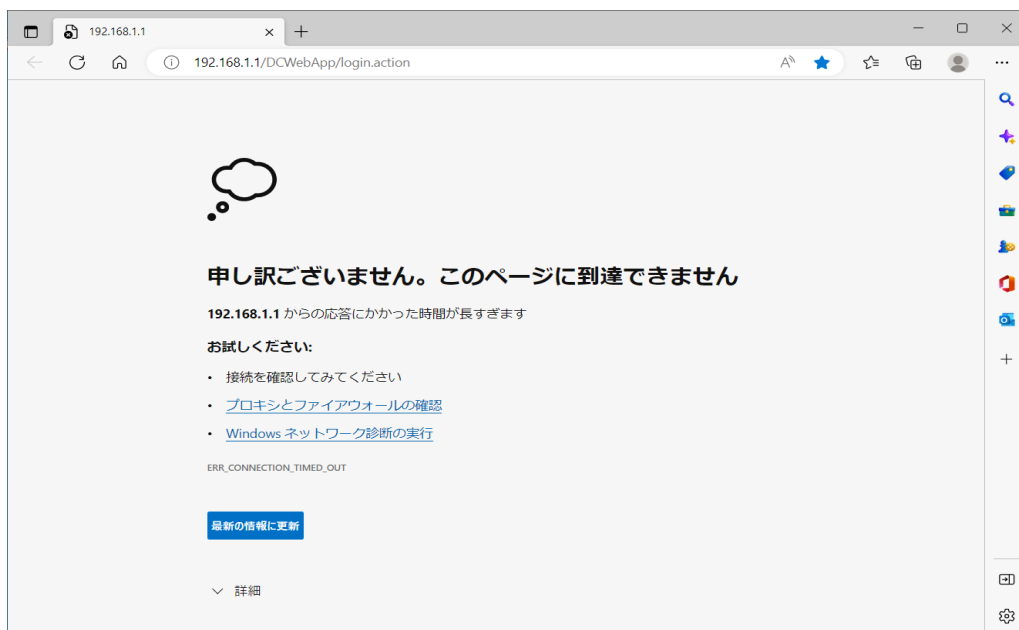 192.168.1.1
192.168.1.1/DCWebApp/login.action
申し訳ございません。このページに到達できません
192.168.1.1 からの応答にかかった時間が長すぎます
お試しください:
• 接続を確認してみてください
• プロキシとファイアウォールの確認
• Windows ネットワーク診断の実行
ERR_CONNECTION_TIMED_OUT
最新の情報に更新
詳細